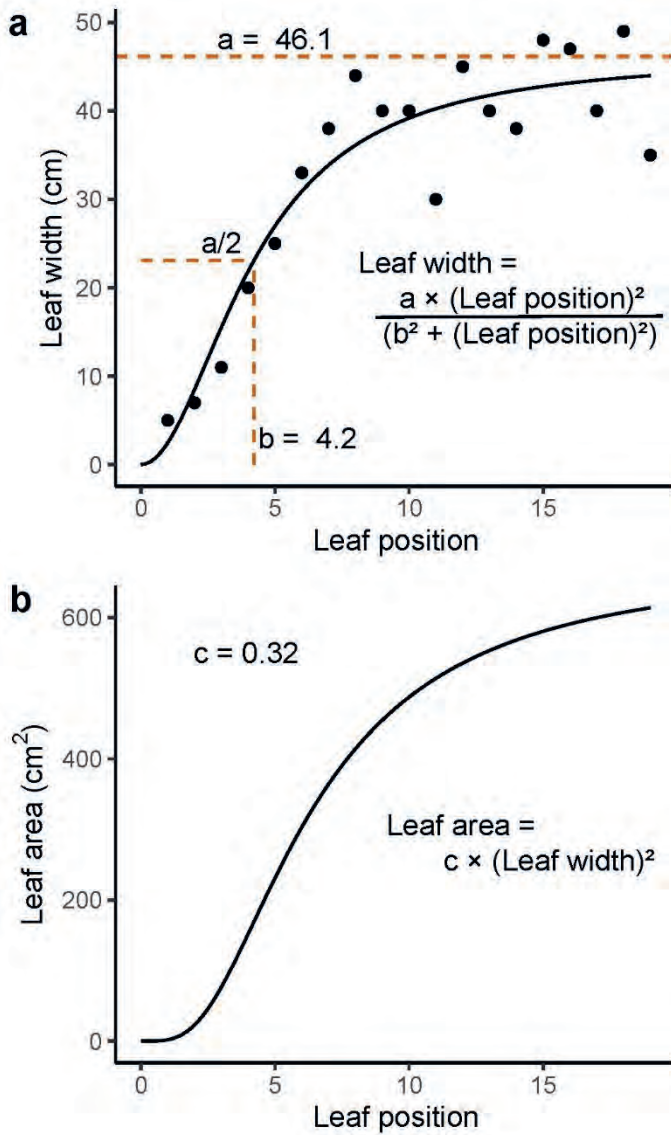 a
50
40
30
20
10
0
Leaf width (cm)
a = 46.1
a/2
b = 4.2
Leaf width =
a × (Leaf position)²
(b² + (Leaf position)²)
0
5
10
15
Leaf position
b
600
400
200
0
Leaf area (cm²)
c = 0.32
Leaf area =
c × (Leaf width)²
0
5
10
15
Leaf position